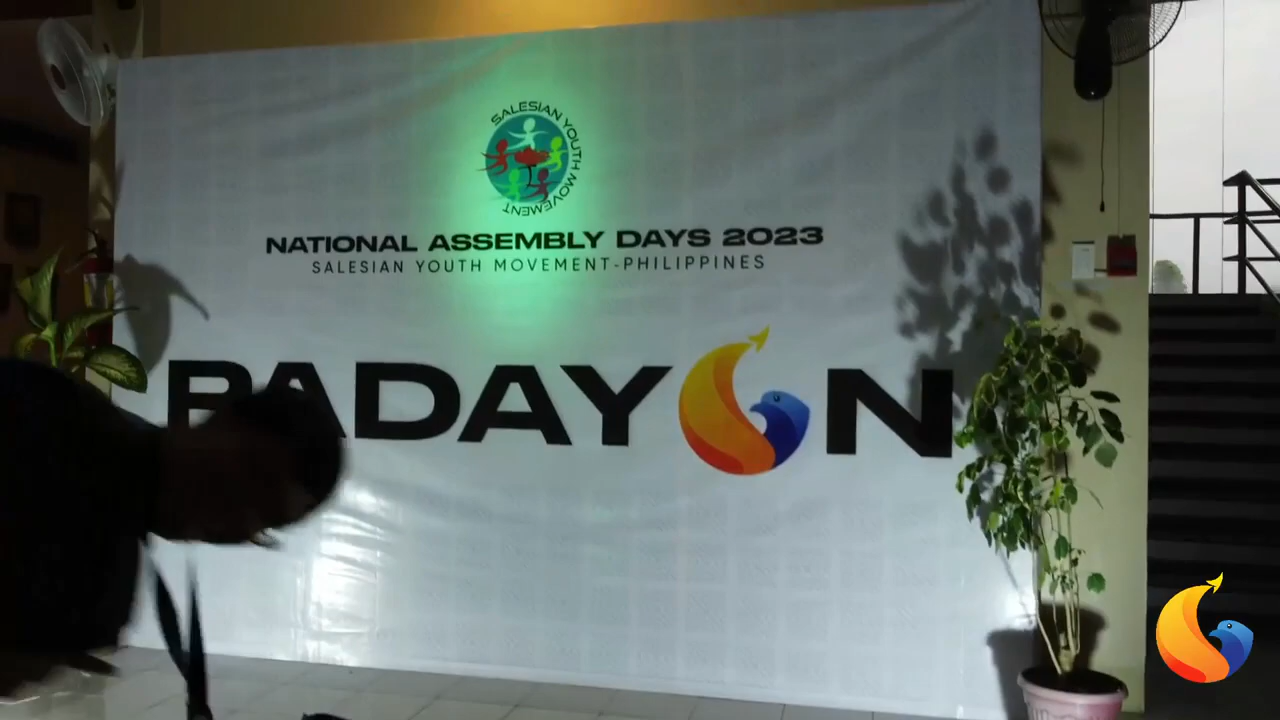 SALESIAN YOUTH MOVEMENT
NATIONAL ASSEMBLY DAYS 2023
SALESIAN YOUTH MOVEMENT-PHILIPPINES
PADAYON